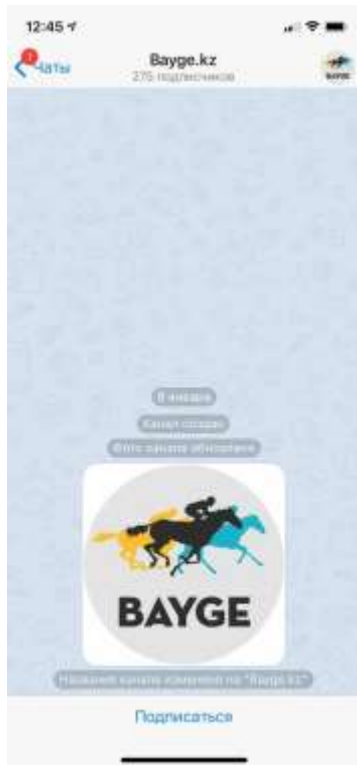 12:45
1
Чаты
Bayge.kz
275 подписчиков
8 января
Канал создан
Фото канала обновлено
BAYGE
Название канала изменено на "Bayge.kz"
Подписаться